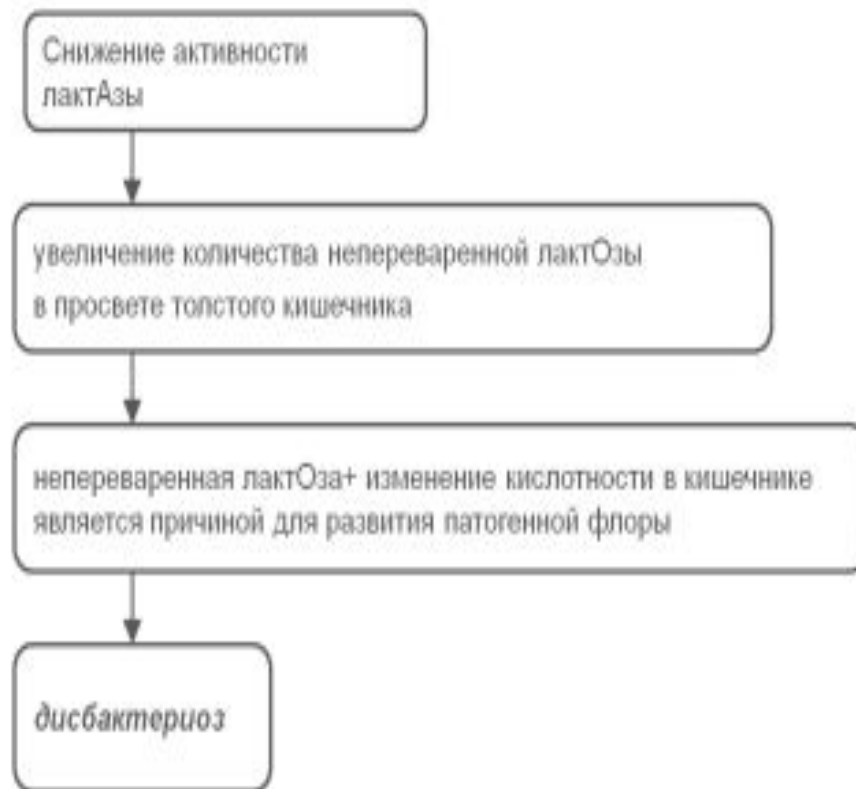 Снижение активности
лактАзы
увеличение количества непереваренной лактОзы
в просвете толстого кишечника
непереваренная лактОза+ изменение кислотности в кишечнике
является причиной для развития патогенной флоры
дисбактериоз